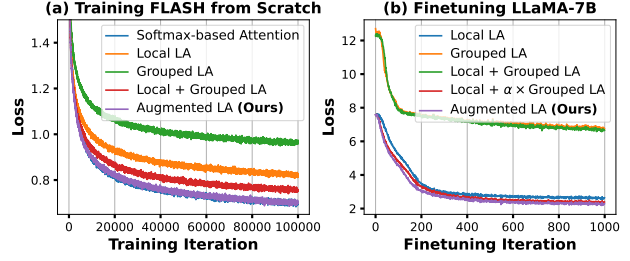 (a) Training FLASH from Scratch
Loss
1.4
1.2
1.0
0.8
Softmax-based Attention
Local LA
Grouped LA
Local + Grouped LA
Augmented LA (Ours)
0 20000 40000 60000 80000 100000
Training Iteration
(b) Finetuning LLaMA-7B
Loss
12
10
8
6
4
2
Local LA
Grouped LA
Local + Grouped LA
Local + α × Grouped LA
Augmented LA (Ours)
0 200 400 600 800 1000
Finetuning Iteration